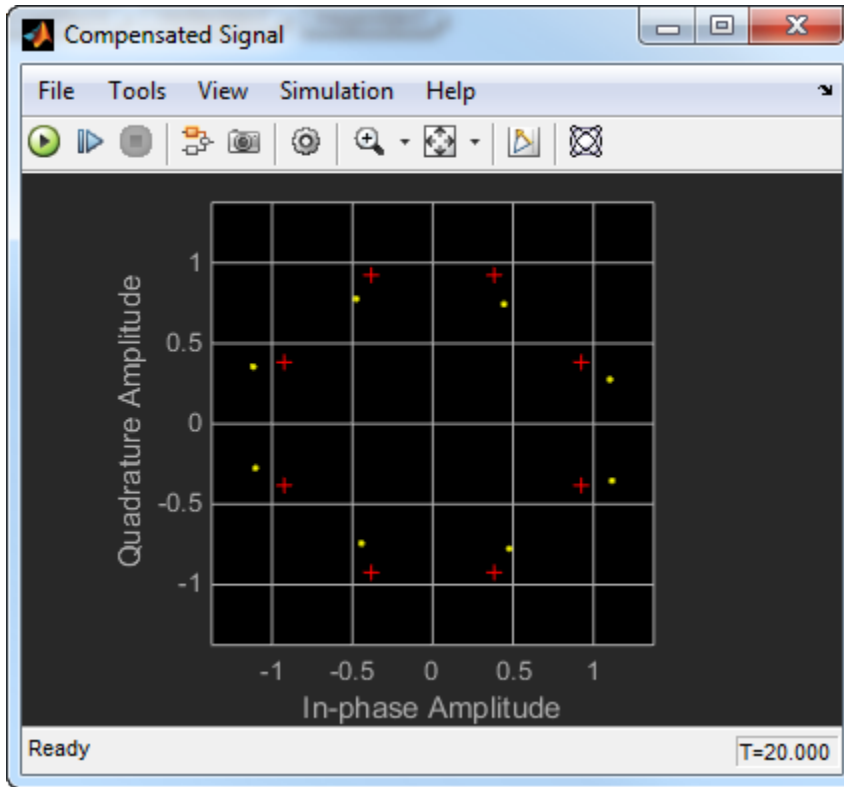 Compensated Signal
File Tools View Simulation Help
1
0.5
0
-0.5
-1
Quadrature Amplitude
-1 -0.5 0 0.5 1
In-phase Amplitude
Ready T=20.000